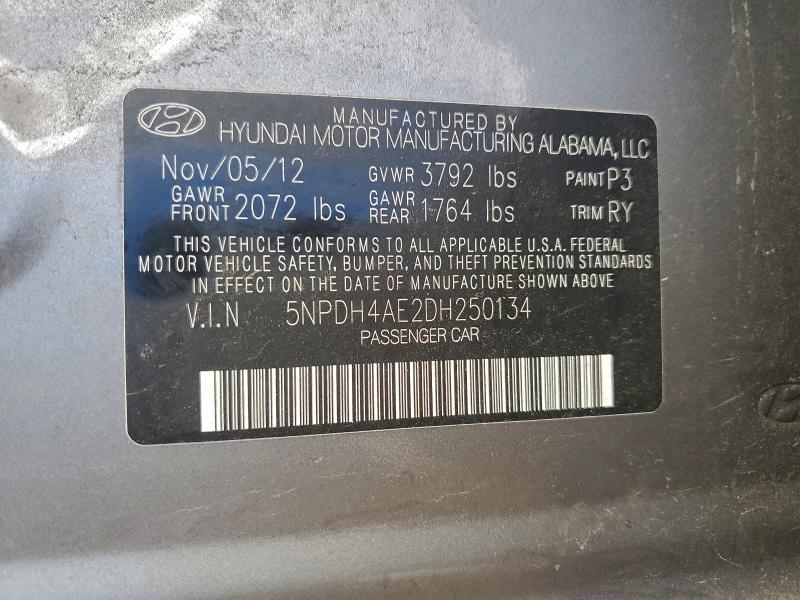 MANUFACTURED BY
HYUNDAI MOTOR MANUFACTURING ALABAMA, LLC
Nov/05/12 GVWR 3792 lbs PAINT P3
GAWR FRONT 2072 lbs GAWR REAR 1764 lbs TRIM RY
THIS VEHICLE CONFORMS TO ALL APPLICABLE U.S.A. FEDERAL
MOTOR VEHICLE SAFETY, BUMPER, AND THEFT PREVENTION STANDARDS
IN EFFECT ON THE DATE OF MANUFACTURE SHOWN ABOVE
V.I.N 5NPDH4AE2DH250134
PASSENGER CAR